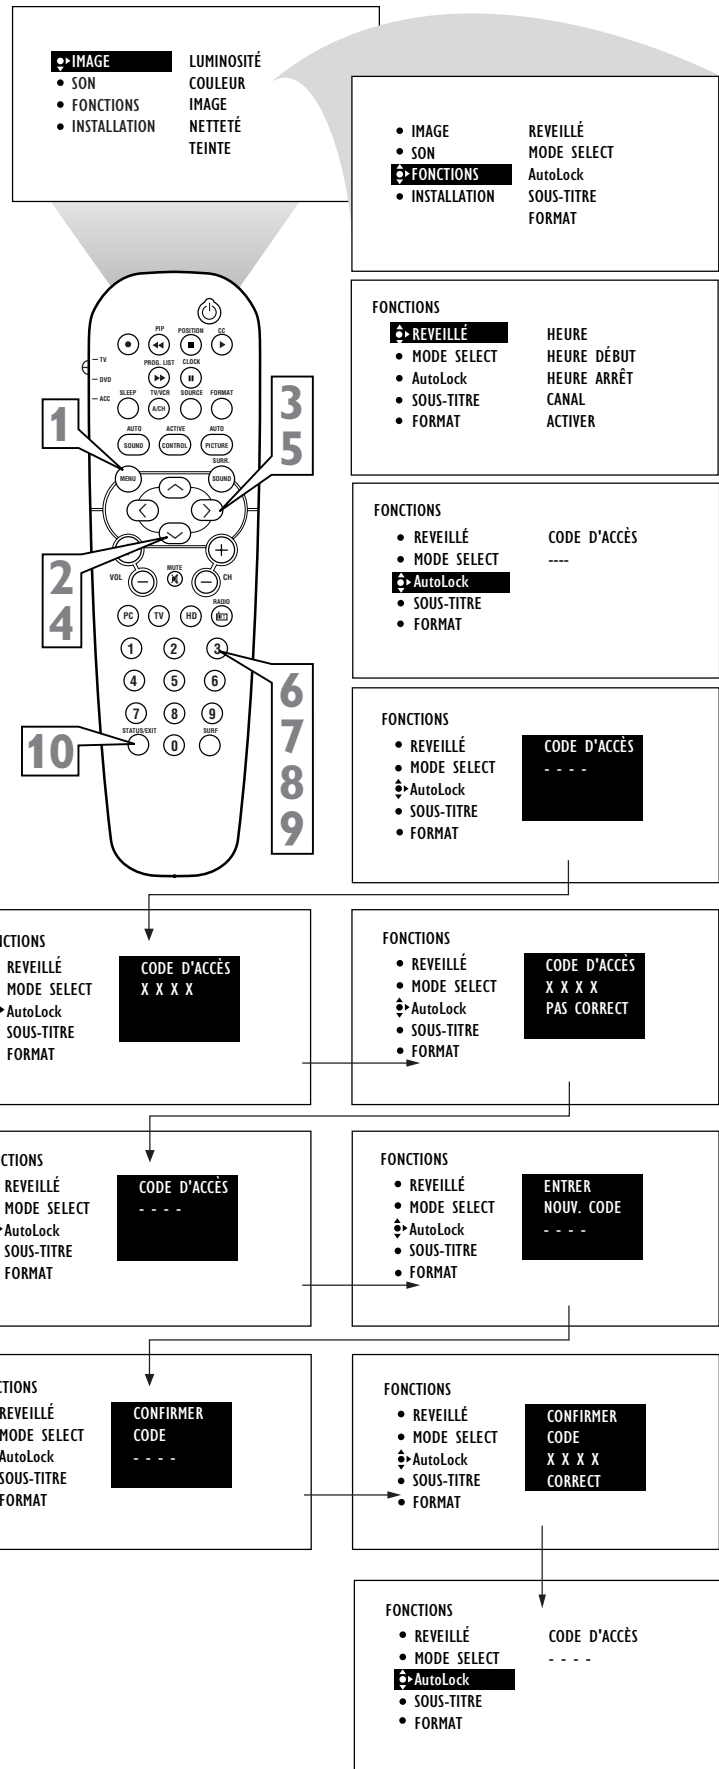 IMAGE LUMINOSITÉ
SON COULEUR
FONCTIONS IMAGE
INSTALLATION NETTETÉ
TEINTE
IMAGE REVEILLÉ
SON MODE SELECT
FONCTIONS AutoLock
INSTALLATION SOUS-TITRE
FORMAT
FONCTIONS
REVEILLÉ HEURE
MODE SELECT HEURE DÉBUT
AutoLock HEURE ARRÊT
SOUS-TITRE CANAL
FORMAT ACTIVER
PIP POSITION CC
TV
PROG. LIST CLOCK
DVD
ACC
SLEEP TV/VCR SOURCE FORMAT
A/CH
AUTO ACTIVE AUTO
SOUND CONTROL PICTURE
SURR.
MENU SOUND
VOL MUTE CH
RADIO
PC TV HD
1 2 3
4 5 6
7 8 9
STATUS/EXIT SURF
0
1
3
5
2
4
6
7
8
9
10
FONCTIONS
REVEILLÉ CODE D'ACCÈS
MODE SELECT ----
AutoLock
SOUS-TITRE
FORMAT
FONCTIONS
REVEILLÉ CODE D'ACCÈS
MODE SELECT - - - -
AutoLock
SOUS-TITRE
FORMAT
NCTIONS
REVEILLÉ CODE D'ACCÈS
MODE SELECT X X X X
AutoLock
SOUS-TITRE
FORMAT
FONCTIONS
REVEILLÉ CODE D'ACCÈS
MODE SELECT X X X X
AutoLock PAS CORRECT
SOUS-TITRE
FORMAT
CTIONS
REVEILLÉ CODE D'ACCÈS
MODE SELECT - - - -
AutoLock
SOUS-TITRE
FORMAT
FONCTIONS
REVEILLÉ ENTRER
MODE SELECT NOUV. CODE
AutoLock - - - -
SOUS-TITRE
FORMAT
CTIONS
REVEILLÉ CONFIRMER
MODE SELECT CODE
AutoLock - - - -
SOUS-TITRE
FORMAT
FONCTIONS
REVEILLÉ CONFIRMER
MODE SELECT CODE
AutoLock X X X X
SOUS-TITRE CORRECT
FORMAT
FONCTIONS
REVEILLÉ CODE D'ACCÈS
MODE SELECT - - - -
AutoLock
SOUS-TITRE
FORMAT